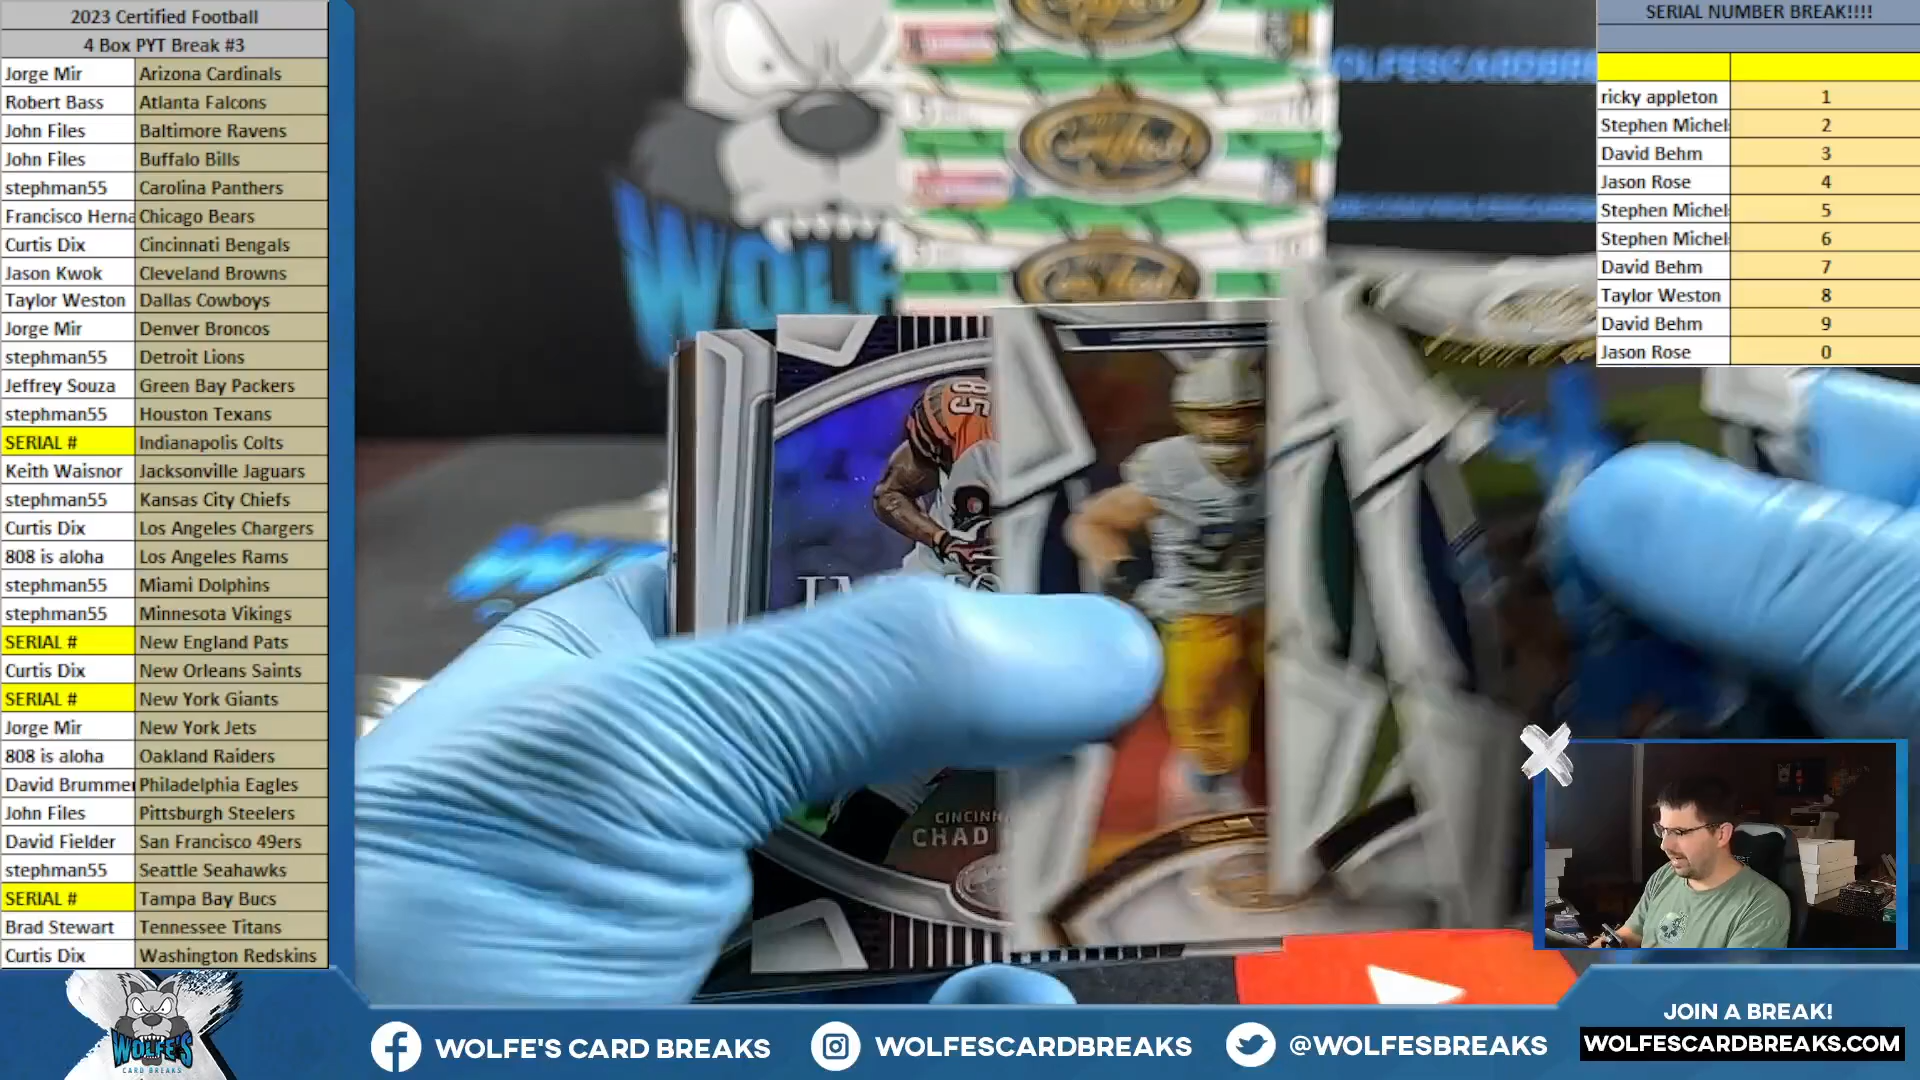 2023 Certified Football
4 Box PYT Break #3
Jorge Mir Arizona Cardinals
Robert Bass Atlanta Falcons
John Files Baltimore Ravens
John Files Buffalo Bills
stephman55 Carolina Panthers
Francisco Herna Chicago Bears
Curtis Dix Cincinnati Bengals
Jason Kwok Cleveland Browns
Taylor Weston Dallas Cowboys
Jorge Mir Denver Broncos
stephman55 Detroit Lions
Jeffrey Souza Green Bay Packers
stephman55 Houston Texans
SERIAL # Indianapolis Colts
Keith Waisnor Jacksonville Jaguars
stephman55 Kansas City Chiefs
Curtis Dix Los Angeles Chargers
808 is aloha Los Angeles Rams
stephman55 Miami Dolphins
stephman55 Minnesota Vikings
SERIAL # New England Pats
Curtis Dix New Orleans Saints
SERIAL # New York Giants
Jorge Mir New York Jets
808 is aloha Oakland Raiders
David Brummer Philadelphia Eagles
John Files Pittsburgh Steelers
David Fielder San Francisco 49ers
stephman55 Seattle Seahawks
SERIAL # Tampa Bay Bucs
Brad Stewart Tennessee Titans
Curtis Dix Washington Redskins
SERIAL NUMBER BREAK!!!!
ricky appleton 1
Stephen Michel 2
David Behm 3
Jason Rose 4
Stephen Michel 5
Stephen Michel 6
David Behm 7
Taylor Weston 8
David Behm 9
Jason Rose 0
WOLFESCARDBRE
WOLF
85
CINCINN
CHAD
WOLFE'S
CARD BREAKS
WOLFE'S CARD BREAKS
WOLFESCARDBREAKS
@WOLFESBREAKS
JOIN A BREAK!
WOLFESCARDBREAKS.COM